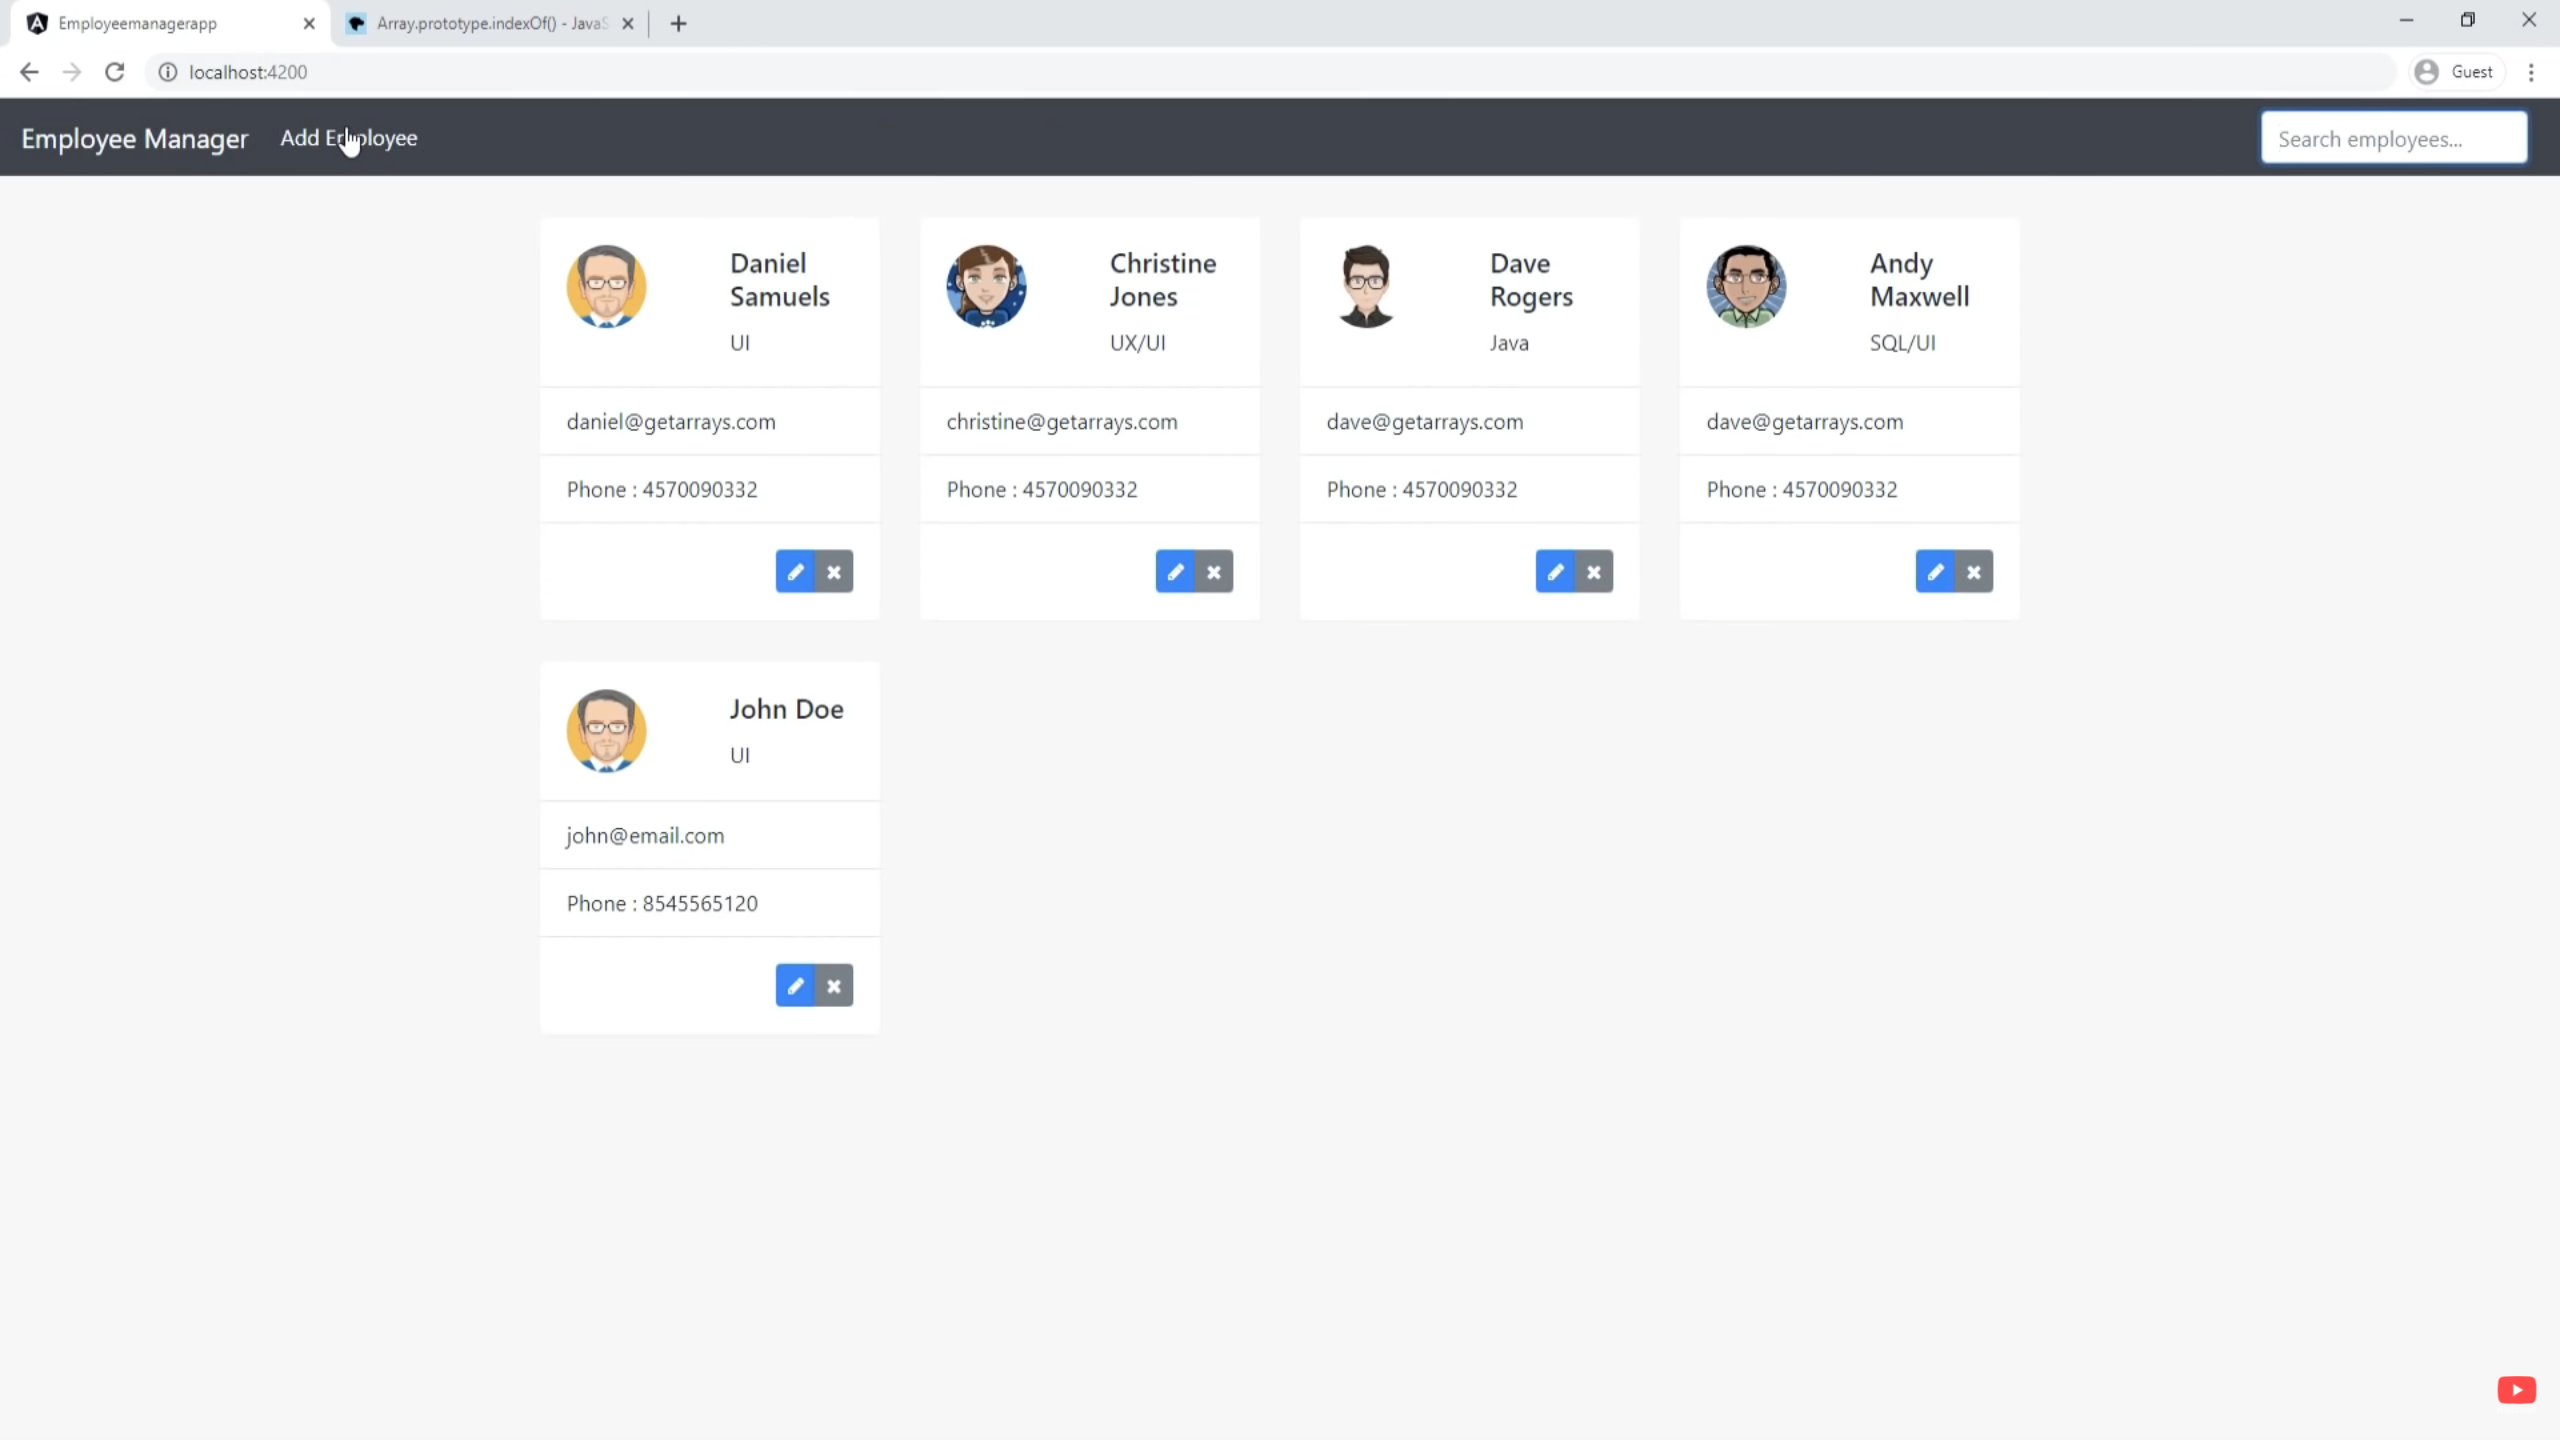 Employeemanagerapp
Array.prototype.indexOf() - JavaS
localhost:4200
Guest
Employee Manager
Add Employee
Search employees...
Daniel
Samuels
UI
daniel@getarrays.com
Phone : 4570090332
Christine
Jones
UX/UI
christine@getarrays.com
Phone : 4570090332
Dave
Rogers
Java
dave@getarrays.com
Phone : 4570090332
Andy
Maxwell
SQL/UI
dave@getarrays.com
Phone : 4570090332
John Doe
UI
john@email.com
Phone : 8545565120